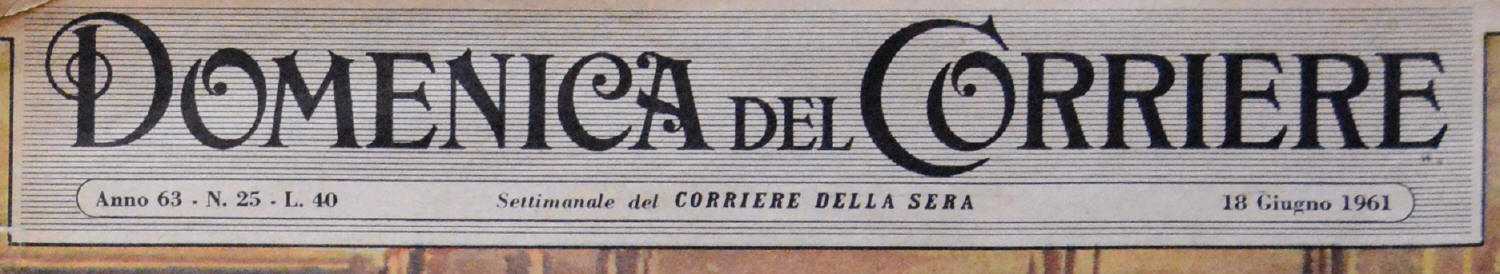 DOMENICA DEL CORRIERE
Anno 63 - N. 25 - L. 40 Settimanale del CORRIERE DELLA SERA 18 Giugno 1961